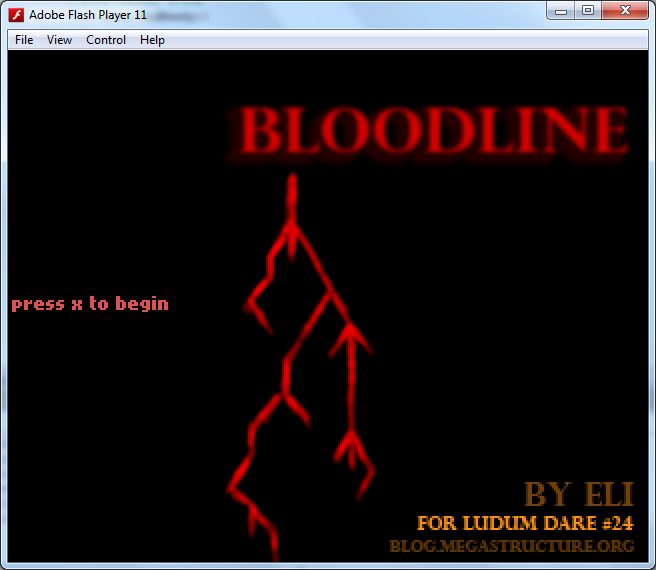 Adobe Flash Player 11
File View Control Help
BLOODLINE
press x to begin
BY ELI
FOR LUDUM DARE #24
BLOG.MEGASTRUCTURE.ORG